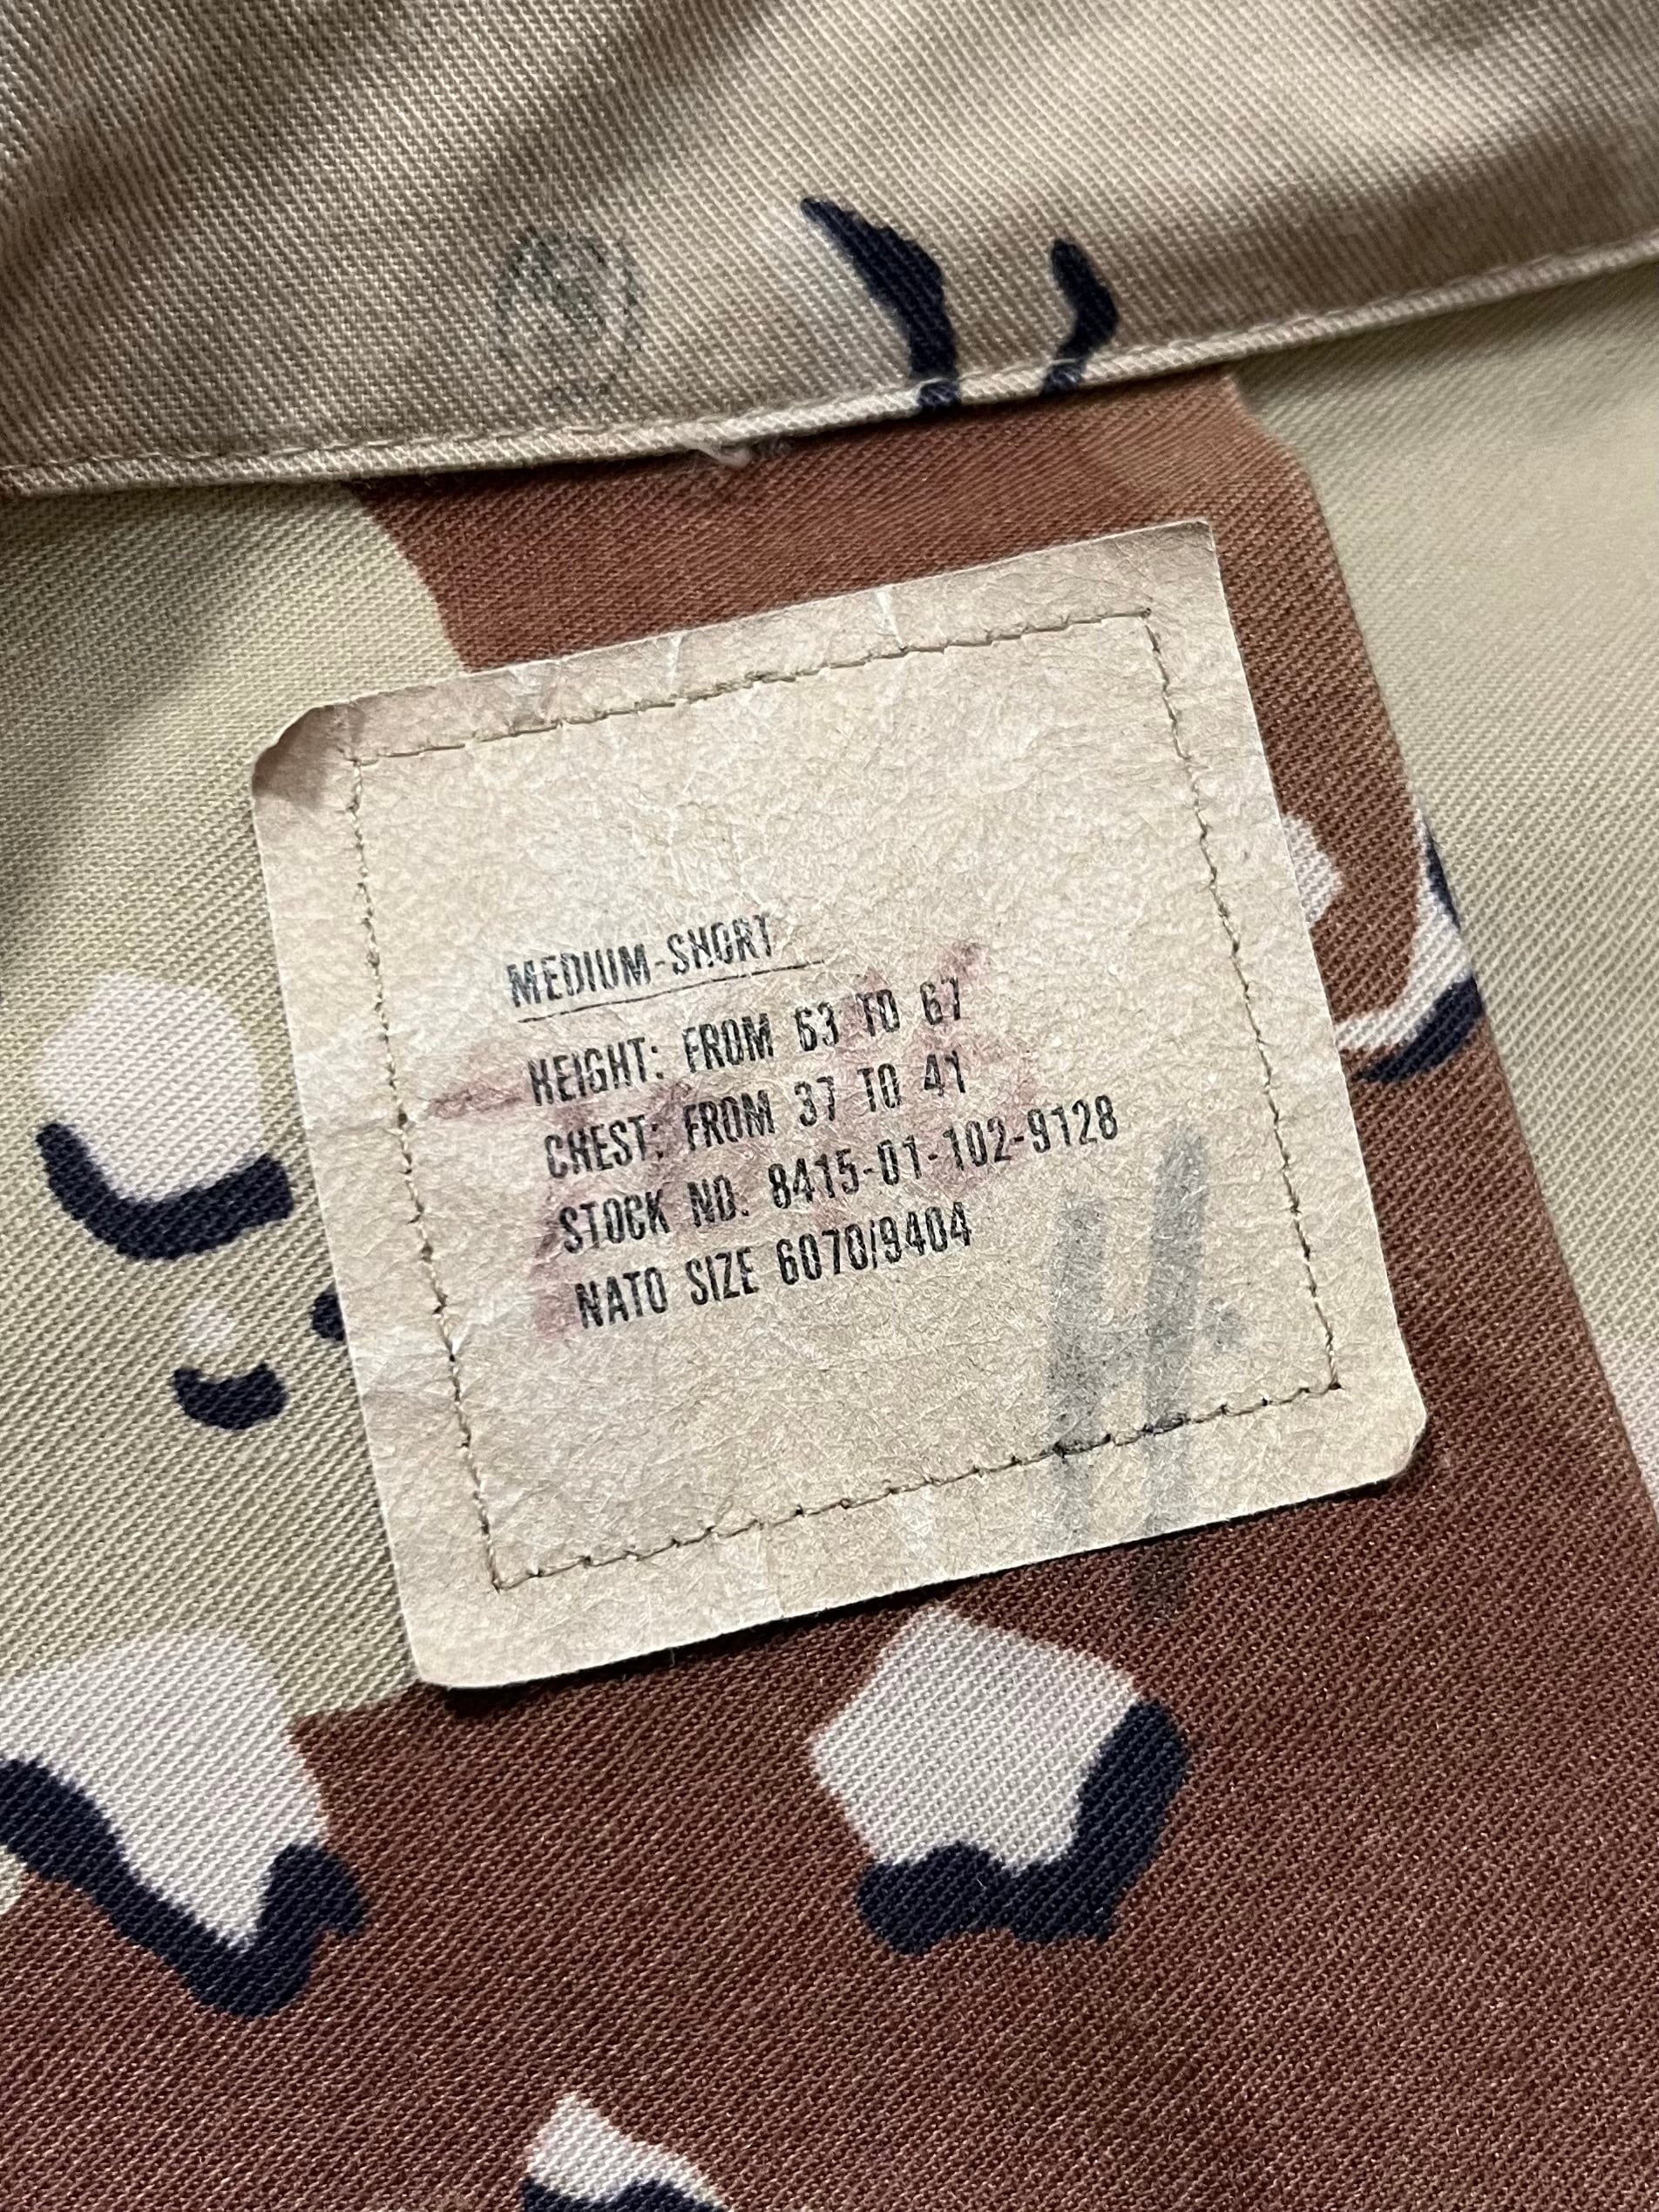 MEDIUM-SHORT
HEIGHT: FROM 63 TO 67
CHEST: FROM 37 TO 41
STOCK NO. 8415-01-102-9128
NATO SIZE 6070/9404